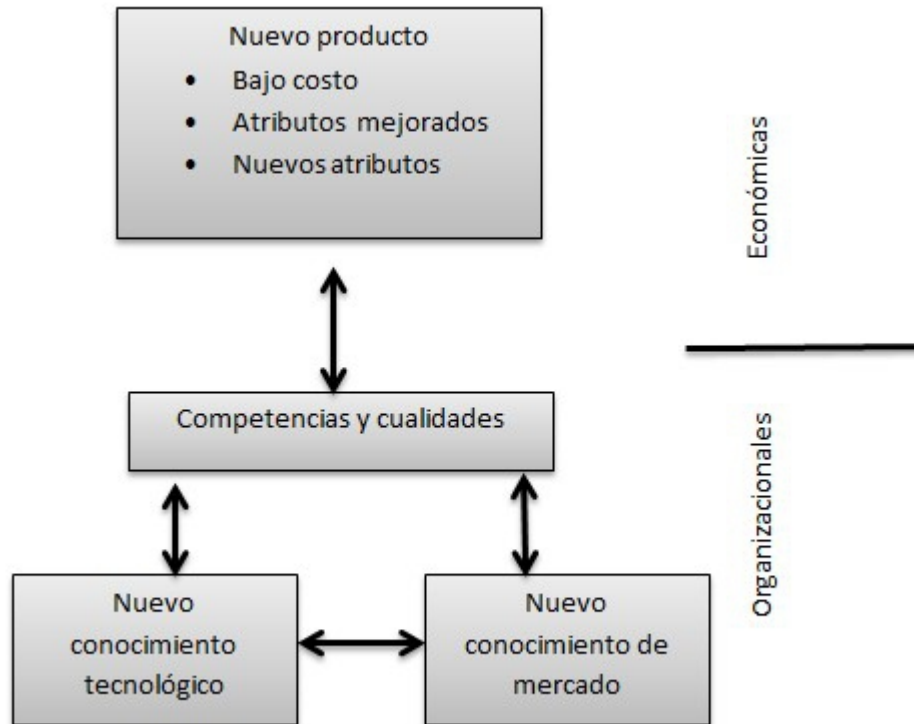 Nuevo producto
• Bajo costo
• Atributos mejorados
• Nuevos atributos
Económicas
Competencias y cualidades
Organizacionales
Nuevo
conocimiento
tecnológico
Nuevo
conocimiento de
mercado